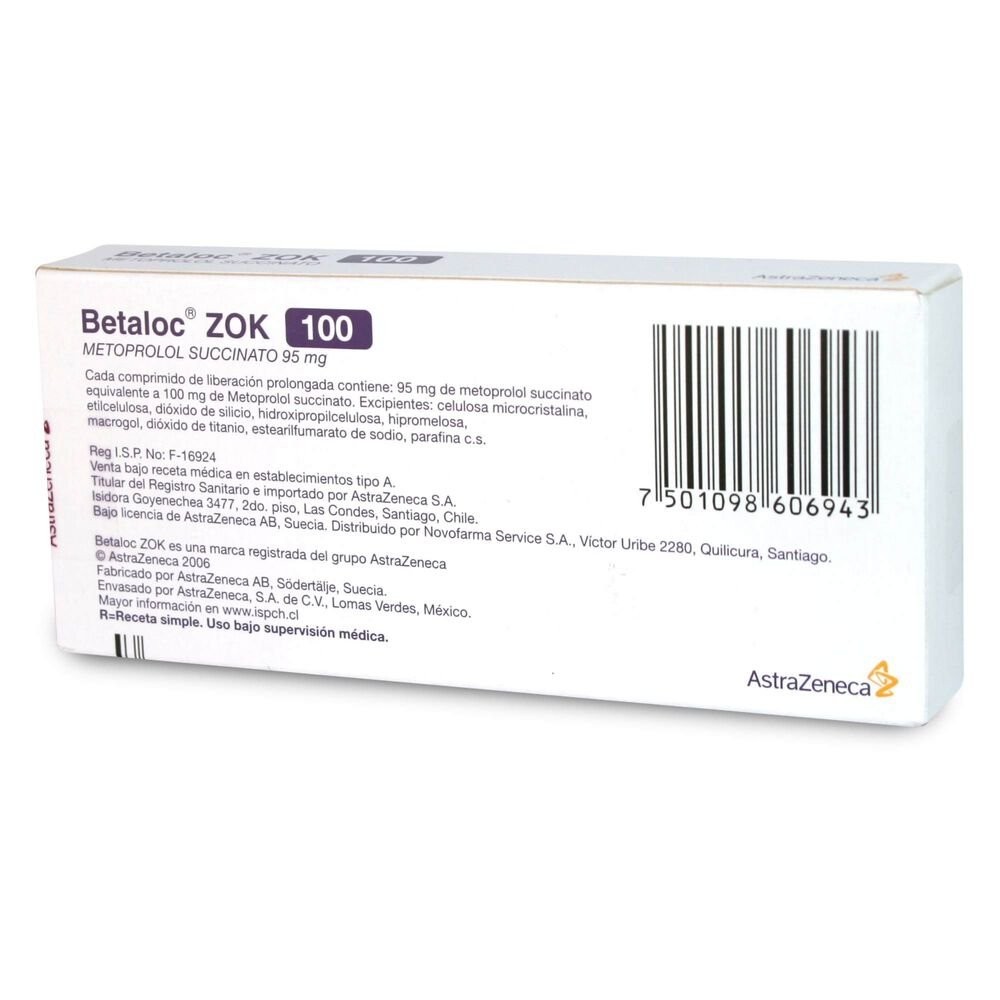 Betaloc® ZOK 100
METOPROLOL SUCCINATO
AstraZeneca
Betaloc® ZOK 100
METOPROLOL SUCCINATO 95 mg
Cada comprimido de liberación prolongada contiene: 95 mg de metoprolol succinato
equivalente a 100 mg de Metoprolol succinato. Excipientes: celulosa microcristalina,
etilcelulosa, dióxido de silicio, hidroxipropilcelulosa, hipromelosa,
macrogol, dióxido de titanio, estearilfumarato de sodio, parafina c.s.
Reg I.S.P. No: F-16924
Venta bajo receta médica en establecimientos tipo A.
Titular del Registro Sanitario e importado por AstraZeneca S.A.
Isidora Goyenechea 3477, 2do. piso, Las Condes, Santiago, Chile.
Bajo licencia de AstraZeneca AB, Suecia. Distribuido por Novofarma Service S.A., Víctor Uribe 2280, Quilicura, Santiago.
Betaloc ZOK es una marca registrada del grupo AstraZeneca
© AstraZeneca 2006
Fabricado por AstraZeneca AB, Södertälje, Suecia.
Envasado por AstraZeneca, S.A. de C.V., Lomas Verdes, México.
Mayor información en www.ispch.cl
R=Receta simple. Uso bajo supervisión médica.
7 501098 606943
AstraZeneca
AstraZeneca